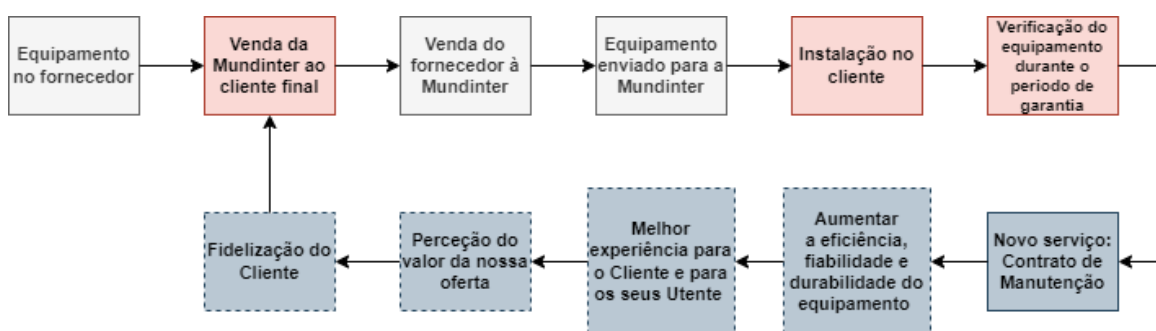 Equipamento
no fornecedor
Venda da
Mundinter ao
cliente final
Venda do
fornecedor à
Mundinter
Equipamento
enviado para a
Mundinter
Instalação no
cliente
Verificação do
equipamento
durante o
periodo de
garantia
Fidelização do
Cliente
Perceção do
valor da nossa
oferta
Melhor
experiência para
o Cliente e para
os seus Utente
Aumentar
a eficiência,
fiabilidade e
durabilidade do
equipamento
Novo serviço:
Contrato de
Manutenção